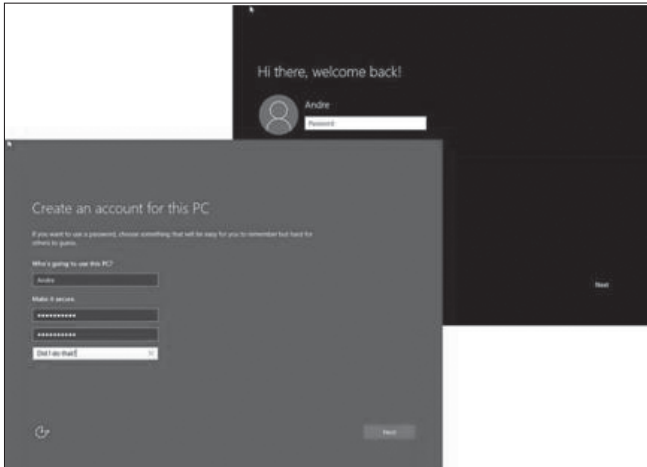 Hi there, welcome back!
Andre
Password
Next
Create an account for this PC
If you want to use a password, choose something that will be easy for you to remember but hard for
others to guess.
Who's going to use this PC?
Andre
Make it secure.
••••••••••
••••••••••
Did I do that?
Next